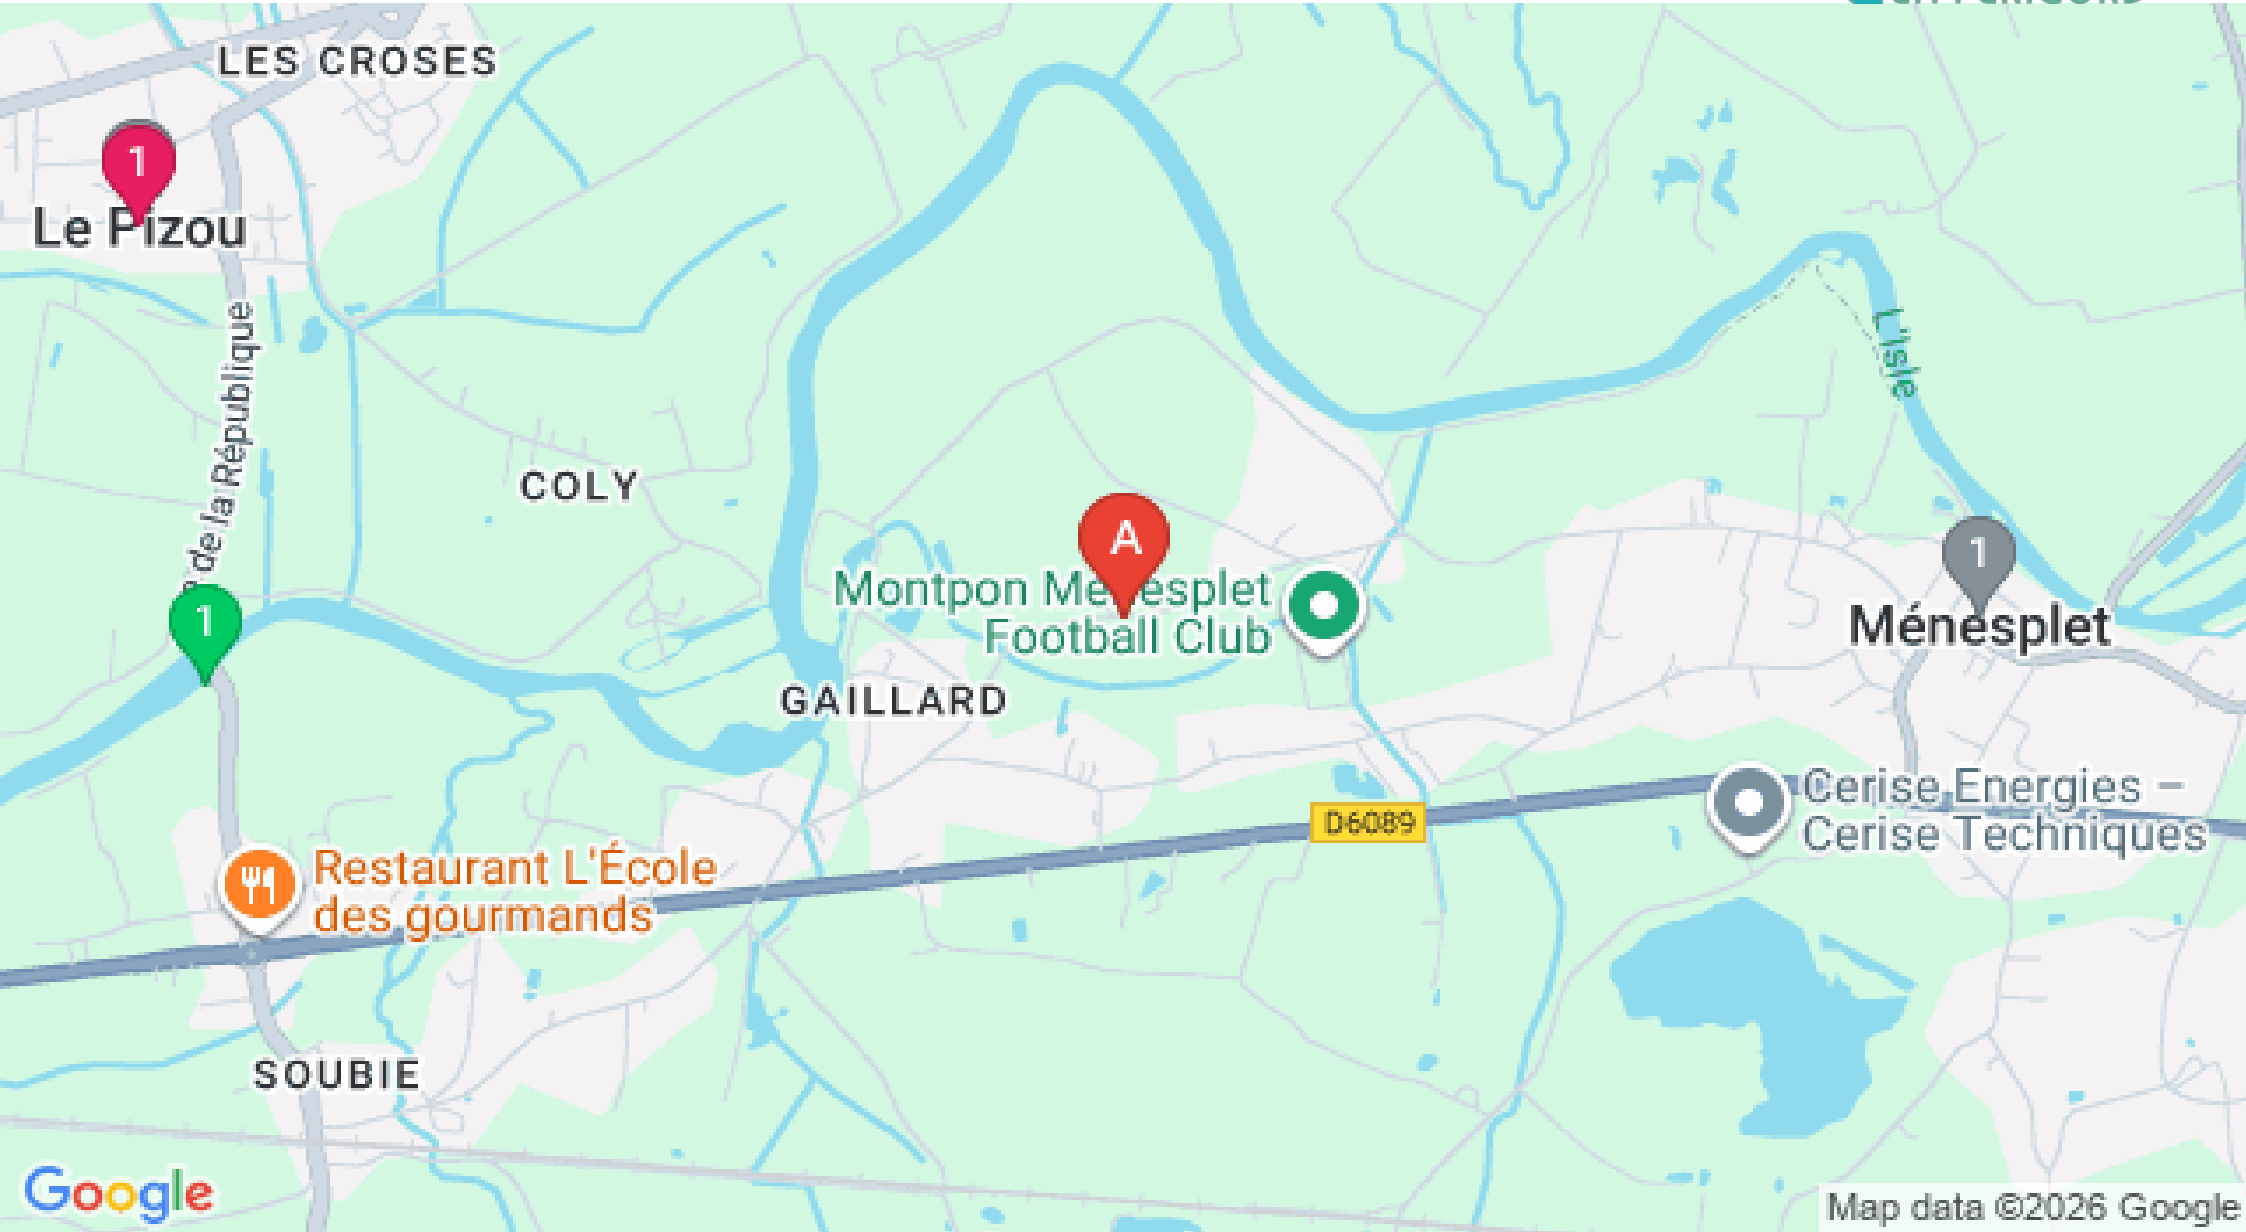 LES CROSES
1
Le Pizou
de la République
L'Isle
COLY
A
1
Montpon Menesplet
Football Club
1
Ménesplet
GAILLARD
Cerise Energies –
Cerise Techniques
D6089
Restaurant L'École
des gourmands
SOUBIE
Google
Map data ©2026 Google